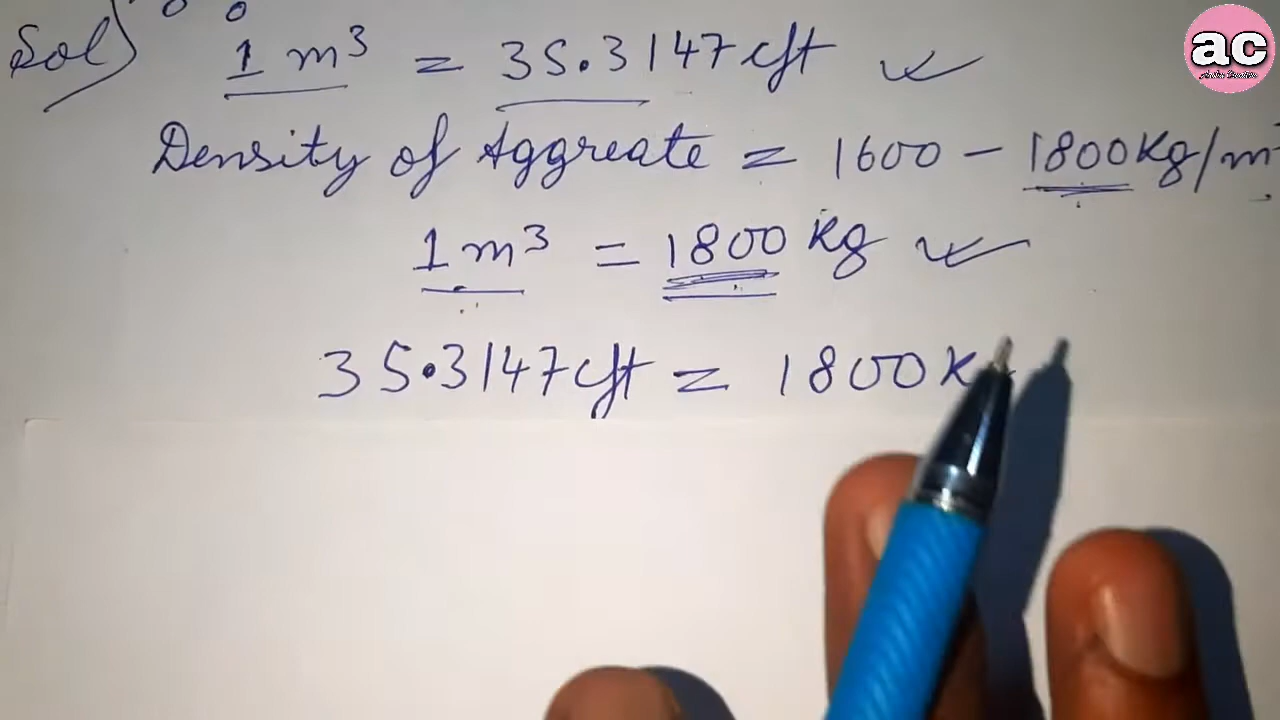 Sol)
1 m³ = 35.3147 cft
Density of Aggreate = 1600 - 1800 Kg/m
1 m³ = 1800 Kg
35.3147 cft = 1800 K
ac